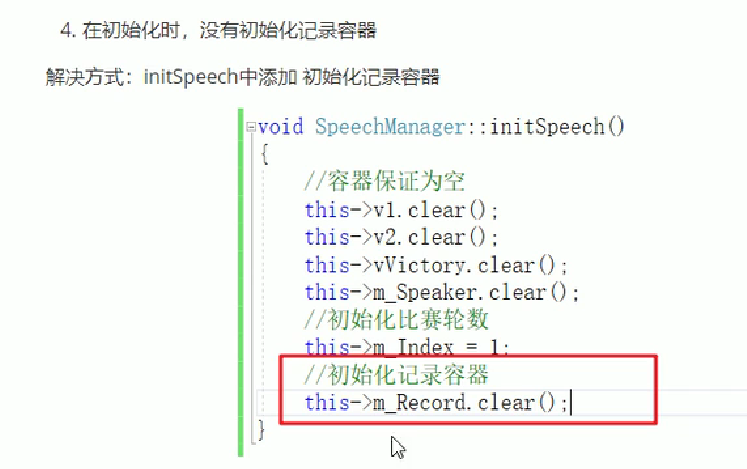 4. 在初始化时，没有初始化记录容器
解决方式：initSpeech中添加 初始化记录容器
void SpeechManager::initSpeech()
{
//容器保证为空
this->v1.clear();
this->v2.clear();
this->vVictory.clear();
this->m_Speaker.clear();
//初始化比赛轮数
this->m_Index = 1;
//初始化记录容器
this->m_Record.clear();
}